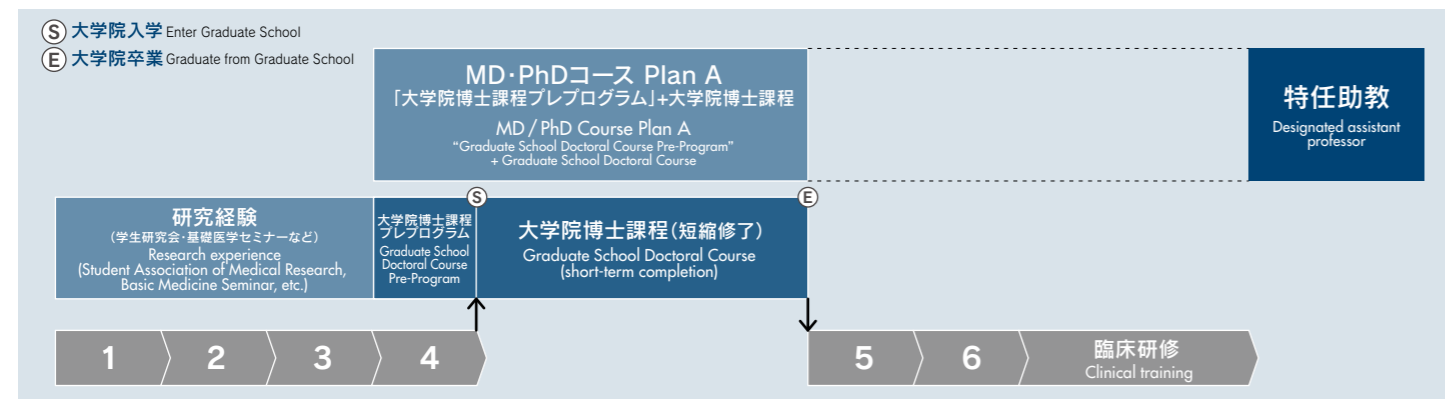 Ⓢ 大学院入学 Enter Graduate School
Ⓔ 大学院卒業 Graduate from Graduate School
MD・PhDコース Plan A
「大学院博士課程プレプログラム」+大学院博士課程
MD / PhD Course Plan A
“Graduate School Doctoral Course Pre-Program”
+ Graduate School Doctoral Course
特任助教
Designated assistant
professor
Ⓢ
Ⓔ
研究経験
(学生研究会・基礎医学セミナーなど)
Research experience
(Student Association of Medical Research,
Basic Medicine Seminar, etc.)
大学院博士課程
プレプログラム
Graduate School
Doctoral Course
Pre-Program
大学院博士課程(短縮修了)
Graduate School Doctoral Course
(short-term completion)
1
2
3
4
5
6
臨床研修
Clinical training